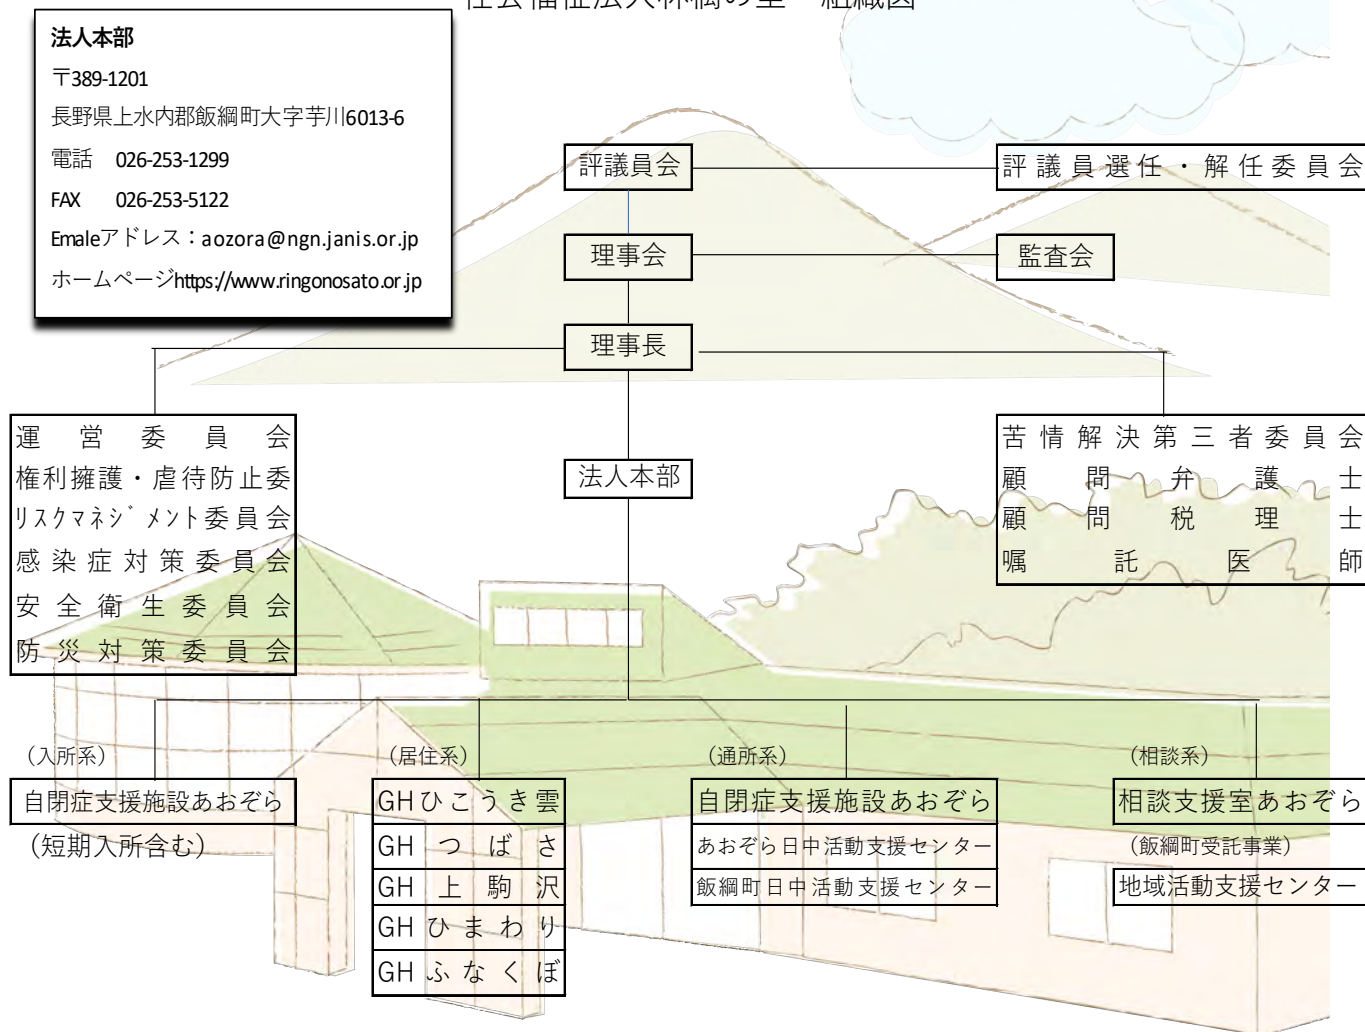 社会福祉法人林檎の里 組織図
法人本部
〒389-1201
長野県上水内郡飯綱町大字芋川6013-6
電話 026-253-1299
FAX 026-253-5122
Emaleアドレス：aozora@ngn.janis.or.jp
ホームページhttps://www.ringonosato.or.jp
評議員会
評議員選任・解任委員会
理事会
監査会
理事長
運営委員会
権利擁護・虐待防止委
リスクマネジメント委員会
感染症対策委員会
安全衛生委員会
防災対策委員会
法人本部
苦情解決第三者委員会
顧問弁護士
顧問税理士
嘱託医師
（入所系）
自閉症支援施設あおぞら
（短期入所含む）
（居住系）
GHひこうき雲
GHつばさ
GH上駒沢
GHひまわり
GHふなくぼ
（通所系）
自閉症支援施設あおぞら
あおぞら日中活動支援センター
飯綱町日中活動支援センター
（相談系）
相談支援室あおぞら
（飯綱町受託事業）
地域活動支援センター